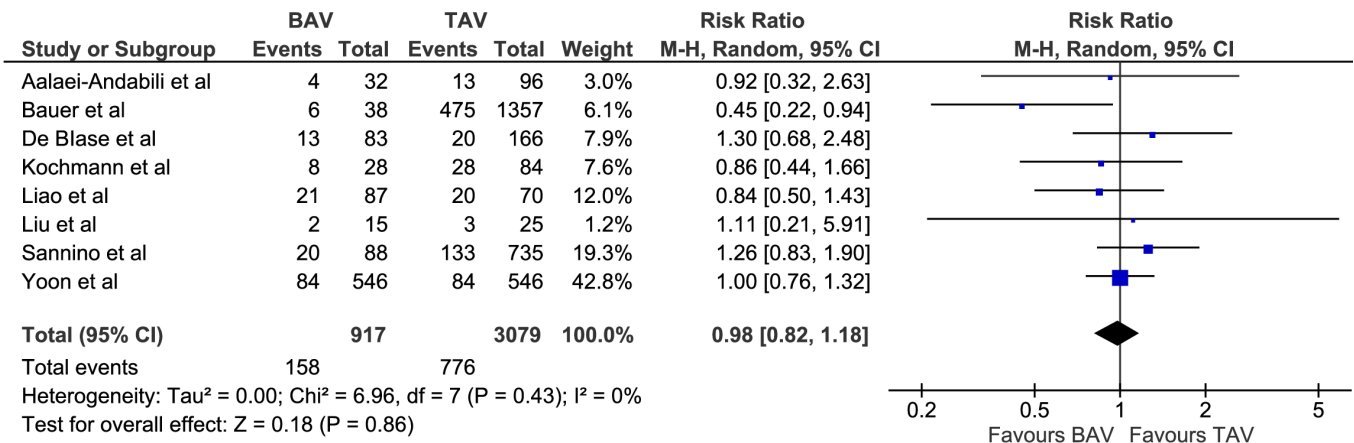 BAV TAV Risk Ratio Risk Ratio
Study or Subgroup Events Total Events Total Weight M-H, Random, 95% CI M-H, Random, 95% CI
Aalaei-Andabili et al 4 32 13 96 3.0% 0.92 [0.32, 2.63]
Bauer et al 6 38 475 1357 6.1% 0.45 [0.22, 0.94]
De Blase et al 13 83 20 166 7.9% 1.30 [0.68, 2.48]
Kochmann et al 8 28 28 84 7.6% 0.86 [0.44, 1.66]
Liao et al 21 87 20 70 12.0% 0.84 [0.50, 1.43]
Liu et al 2 15 3 25 1.2% 1.11 [0.21, 5.91]
Sannino et al 20 88 133 735 19.3% 1.26 [0.83, 1.90]
Yoon et al 84 546 84 546 42.8% 1.00 [0.76, 1.32]
Total (95% CI) 917 3079 100.0% 0.98 [0.82, 1.18]
Total events 158 776
Heterogeneity: Tau² = 0.00; Chi² = 6.96, df = 7 (P = 0.43); I² = 0%
Test for overall effect: Z = 0.18 (P = 0.86)
0.2 0.5 1 2 5
Favours BAV Favours TAV